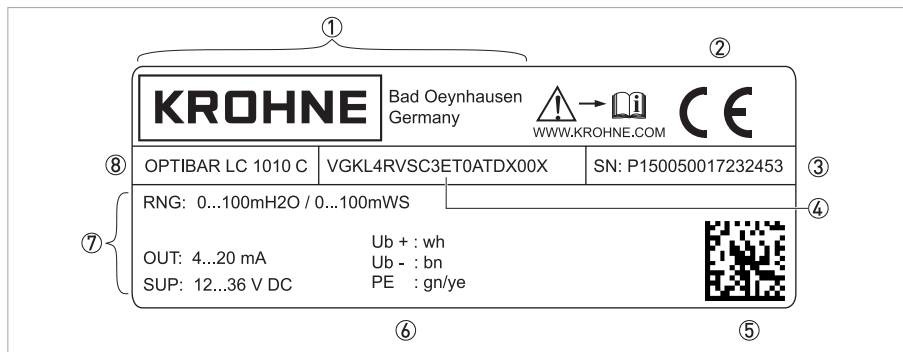 ①
②
KROHNE
Bad Oeynhausen
Germany
WWW.KROHNE.COM
CE
⑧
OPTIBAR LC 1010 C
VGKL4RVSC3ET0ATDX00X
SN: P150050017232453
③
④
⑦
RNG: 0...100mH2O / 0...100mWS
OUT: 4...20 mA
SUP: 12...36 V DC
Ub + : wh
Ub - : bn
PE : gn/ye
⑥
⑤